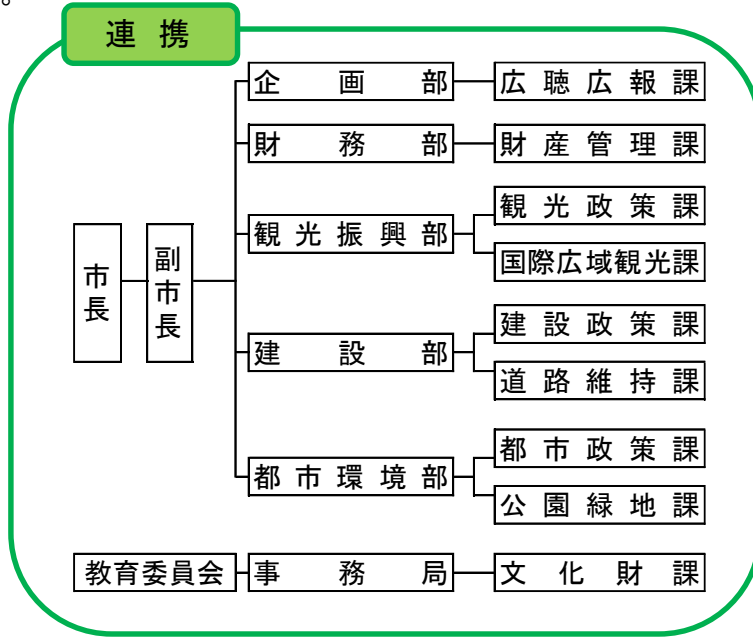 。
連携
企画部
広聴広報課
財務部
財産管理課
観光振興部
観光政策課
国際広域観光課
市長
副市長
建設部
建設政策課
道路維持課
都市環境部
都市政策課
公園緑地課
教育委員会
事務局
文化財課